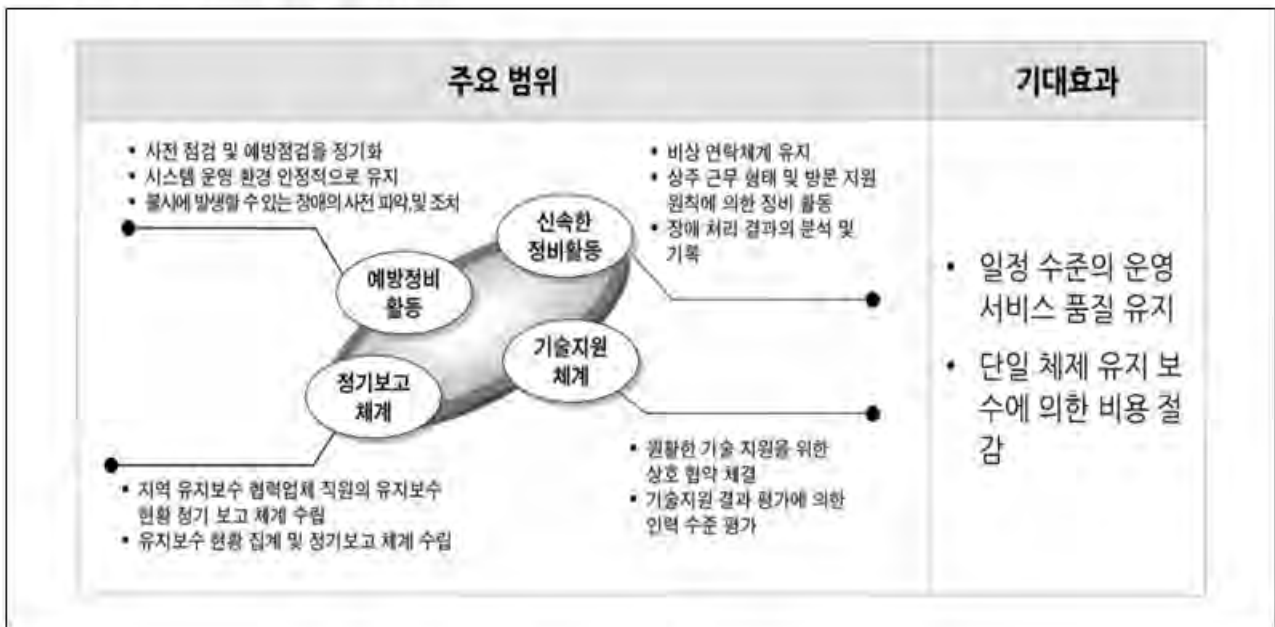 주요 범위
기대효과
• 사전 점검 및 예방점검을 정기화
• 시스템 운영 환경 안정적으로 유지
• 불시에 발생할 수 있는 장애의 사전 파악 및 조치
• 비상 연락체계 유지
• 상주 근무 형태 및 방문 지원
원칙에 의한 정비 활동
• 장애 처리 결과의 분석 및
기록
신속한
정비활동
예방정비
활동
기술지원
체계
정기보고
체계
• 지역 유지보수 협력업체 직원의 유지보수
현황 정기 보고 체계 수립
• 유지보수 현황 집계 및 정기보고 체계 수립
• 원활한 기술 지원을 위한
상호 협약 체결
• 기술지원 결과 평가에 의한
인력 수준 평가
• 일정 수준의 운영
서비스 품질 유지
• 단일 체제 유지 보
수에 의한 비용 절
감